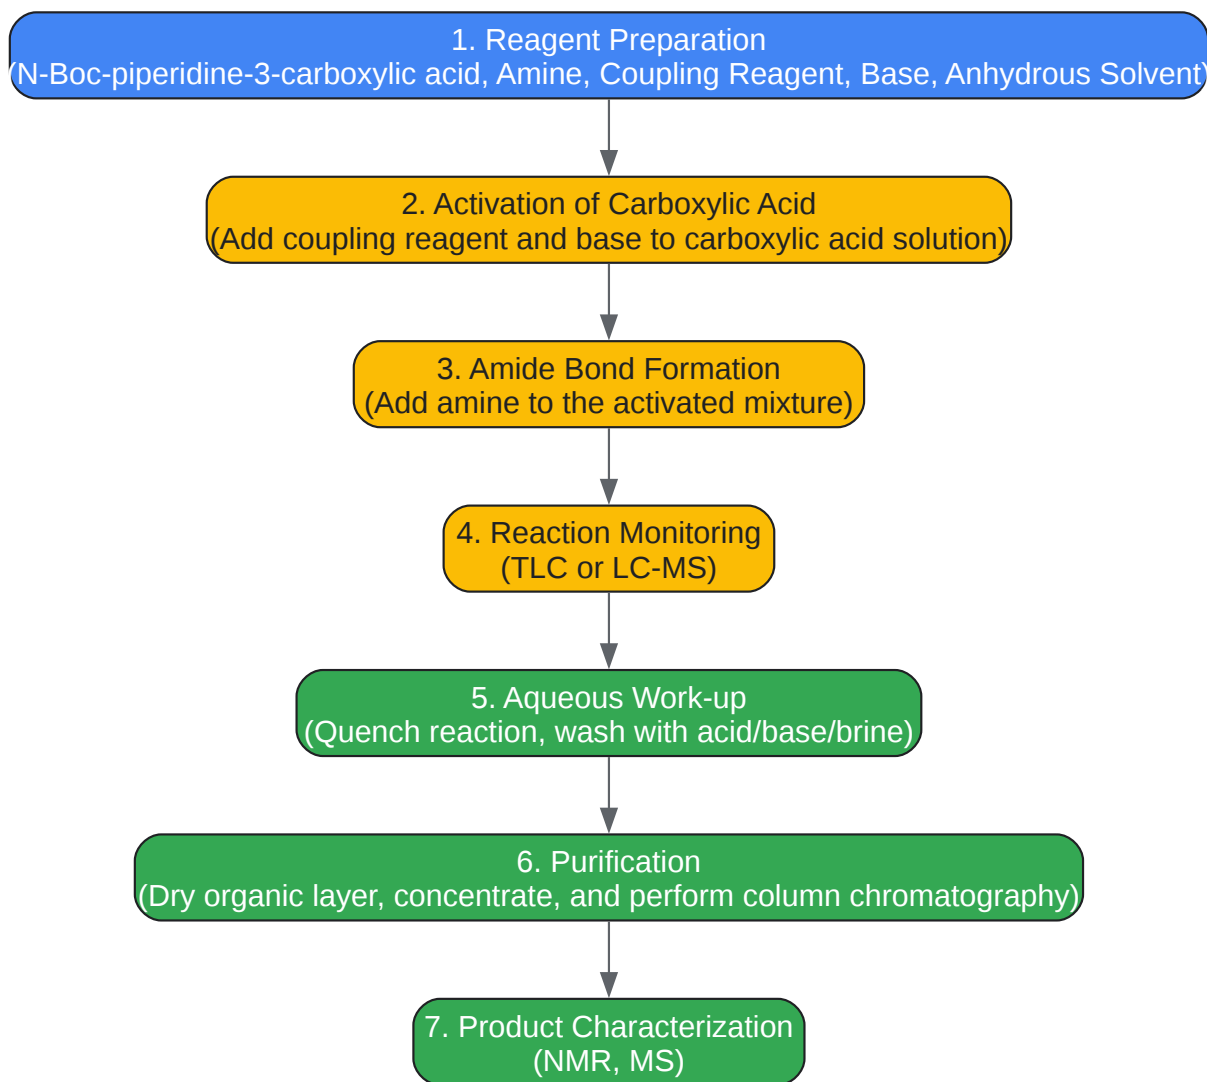 1. Reagent Preparation
(N-Boc-piperidine-3-carboxylic acid, Amine, Coupling Reagent, Base, Anhydrous Solvent)
2. Activation of Carboxylic Acid
(Add coupling reagent and base to carboxylic acid solution)
3. Amide Bond Formation
(Add amine to the activated mixture)
4. Reaction Monitoring
(TLC or LC-MS)
5. Aqueous Work-up
(Quench reaction, wash with acid/base/brine)
6. Purification
(Dry organic layer, concentrate, and perform column chromatography)
7. Product Characterization
(NMR, MS)